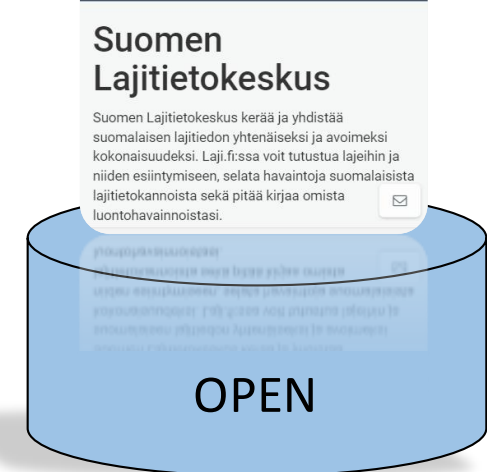 Suomen
Lajitietokeskus
Suomen Lajitietokeskus kerää ja yhdistää
suomalaisen lajitiedon yhtenäiseksi ja avoimeksi
kokonaisuudeksi. Laji.fi:ssa voit tutustua lajeihin ja
niiden esiintymiseen, selata havaintoja suomalaisista
lajitietokannoista sekä pitää kirjaa omista
luontohavainnoistasi.
OPEN